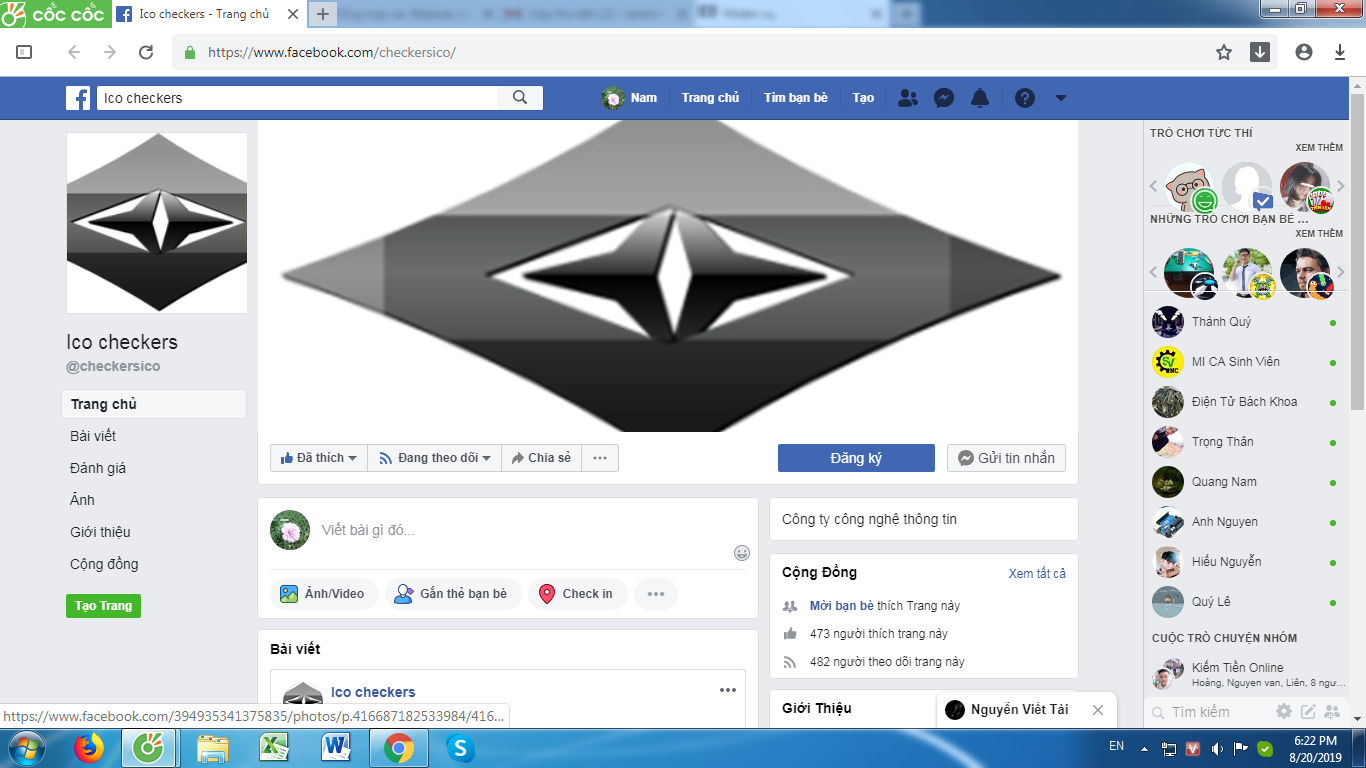 cốc cốc
Ico checkers - Trang chủ
https://www.facebook.com/checkersico/
Ico checkers
Nam
Trang chủ
Tìm bạn bè
Tạo
Ico checkers
@checkersico
Trang chủ
Bài viết
Đánh giá
Ảnh
Giới thiệu
Cộng đồng
Tạo Trang
Đã thích
Đang theo dõi
Chia sẻ
Đăng ký
Gửi tin nhắn
Viết bài gì đó...
Ảnh/Video
Gắn thẻ bạn bè
Check in
Bài viết
Ico checkers
Công ty công nghệ thông tin
Cộng Đồng
Xem tất cả
Mời bạn bè thích Trang này
473 người thích trang này
482 người theo dõi trang này
Giới Thiệu
TRÒ CHƠI TỨC THÌ
XEM THÊM
NHỮNG TRÒ CHƠI BẠN BÈ ...
XEM THÊM
Thành Quý
MI CA Sinh Viên
Điện Tử Bách Khoa
Trọng Thân
Quang Nam
Anh Nguyen
Hiếu Nguyễn
Quý Lê
CUỘC TRÒ CHUYỆN NHÓM
Kiếm Tiền Online
Hoàng, Nguyen van, Liên, 8 ngư...
Tìm kiếm
Nguyễn Viết Tài
https://www.facebook.com/394935341375835/photos/p.416687182533984/416...
EN
6:22 PM
8/20/2019